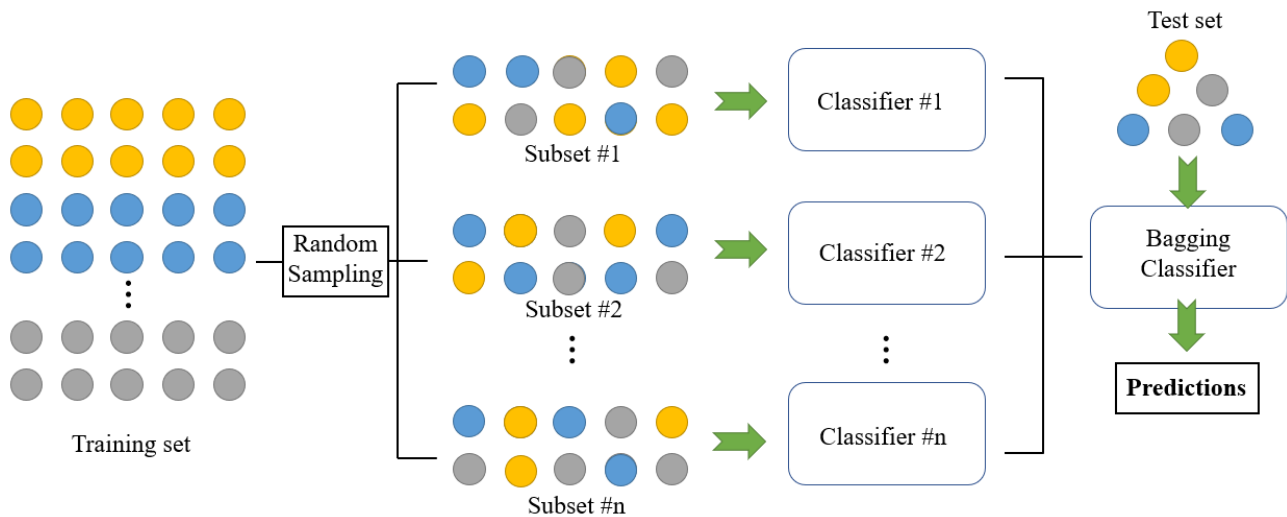 Training set
Random
Sampling
Subset #1
Subset #2
Subset #n
Classifier #1
Classifier #2
Classifier #n
Test set
Bagging
Classifier
Predictions